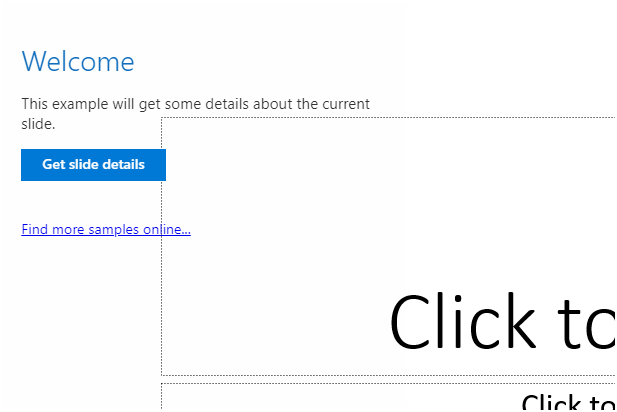 Welcome
This example will get some details about the current
slide.
Get slide details
Find more samples online...
Click to
Click to